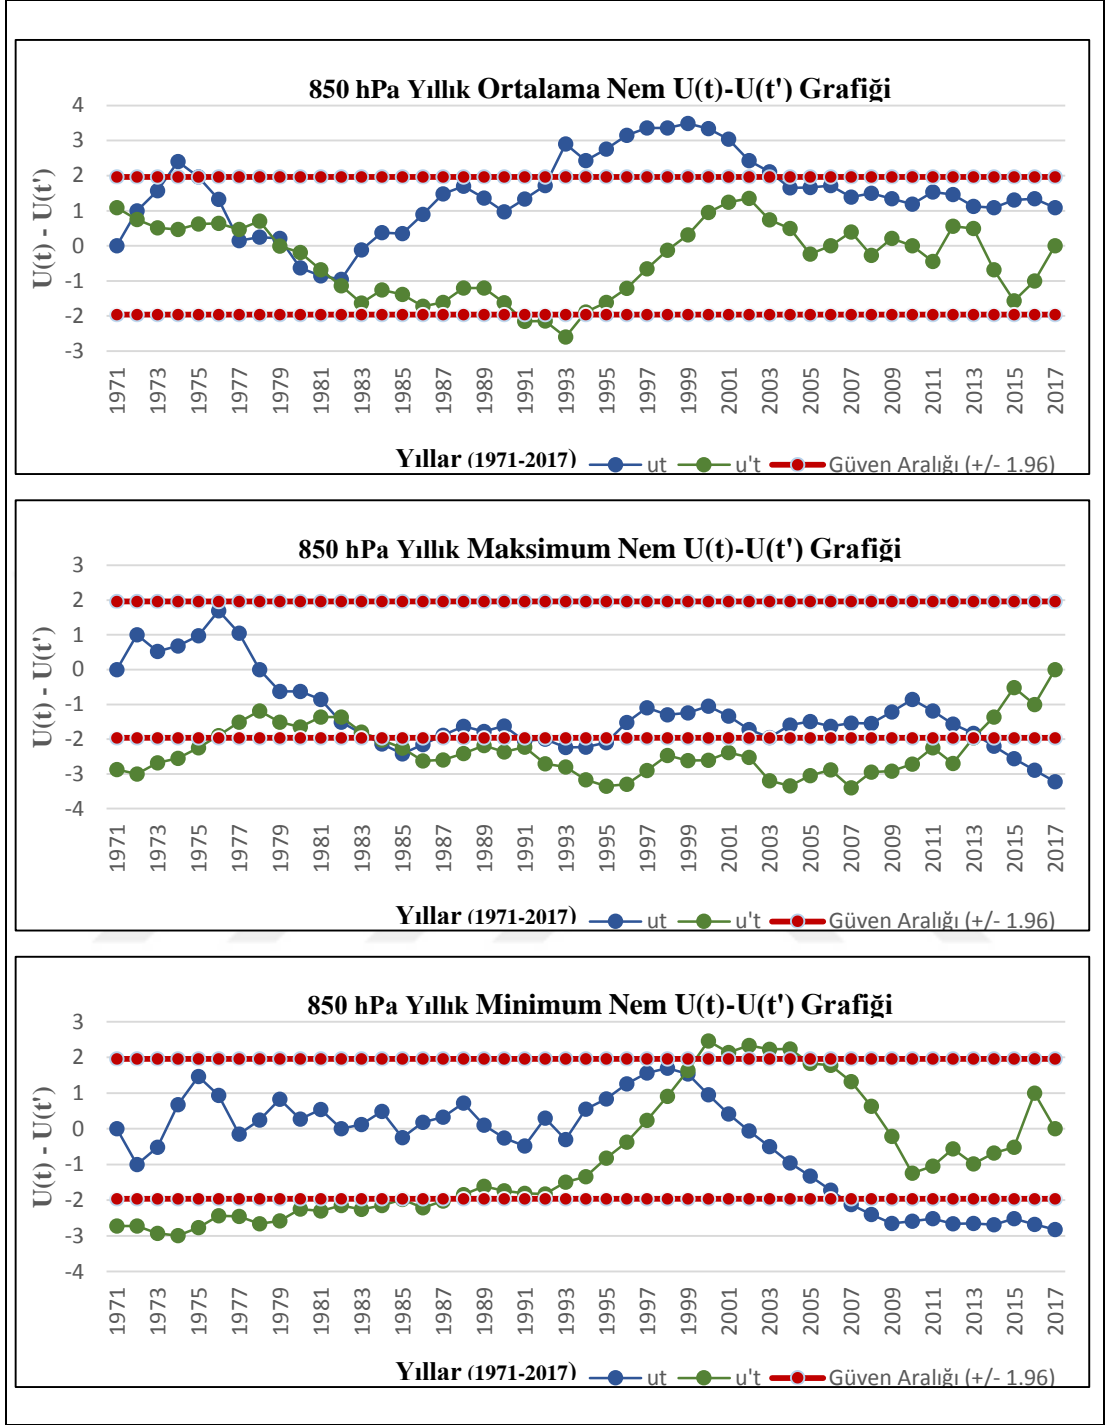 850 hPa Yıllık Ortalama Nem U(t)-U(t') Grafiği
4
3
2
1
0
-1
-2
-3
U(t) - U(t')
1971 1973 1975 1977 1979 1981 1983 1985 1987 1989 1991 1993 1995 1997 1999 2001 2003 2005 2007 2009 2011 2013 2015 2017
Yıllar (1971-2017) ut u't Güven Aralığı (+/- 1.96)
850 hPa Yıllık Maksimum Nem U(t)-U(t') Grafiği
3
2
1
0
-1
-2
-3
-4
U(t) - U(t')
1971 1973 1975 1977 1979 1981 1983 1985 1987 1989 1991 1993 1995 1997 1999 2001 2003 2005 2007 2009 2011 2013 2015 2017
Yıllar (1971-2017) ut u't Güven Aralığı (+/- 1.96)
850 hPa Yıllık Minimum Nem U(t)-U(t') Grafiği
3
2
1
0
-1
-2
-3
-4
U(t) - U(t')
1971 1973 1975 1977 1979 1981 1983 1985 1987 1989 1991 1993 1995 1997 1999 2001 2003 2005 2007 2009 2011 2013 2015 2017
Yıllar (1971-2017) ut u't Güven Aralığı (+/- 1.96)